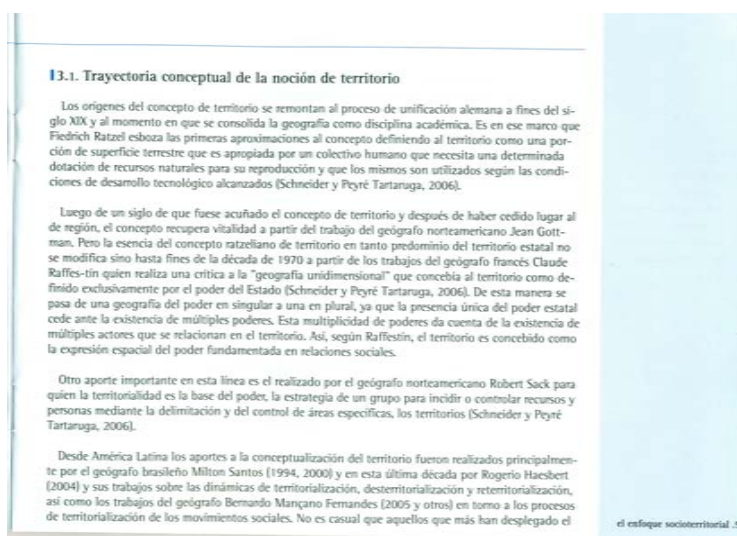 3.1. Trayectoria conceptual de la noción de territorio
Los orígenes del concepto de territorio se remontan al proceso de unificación alemana a fines del si-
glo XIX y al momento en que se consolida la geografía como disciplina académica. Es en ese marco que
Fiedrich Ratzel esboza las primeras aproximaciones al concepto definiendo al territorio como una por-
ción de superficie terrestre que es apropiada por un colectivo humano que necesita una determinada
dotación de recursos naturales para su reproducción y que los mismos son utilizados según las condi-
ciones de desarrollo tecnológico alcanzados (Schneider y Peyré Tartaruga, 2006).
Luego de un siglo de que fuese acuñado el concepto de territorio y después de haber cedido lugar al
de región, el concepto recupera vitalidad a partir del trabajo del geógrafo norteamericano Jean Gott-
man. Pero la esencia del concepto ratzeliano de territorio en tanto predominio del territorio estatal no
se modifica sino hasta fines de la década de 1970 a partir de los trabajos del geógrafo francés Claude
Raffes-tin quien realiza una crítica a la "geografía unidimensional" que concebía al territorio como de-
finido exclusivamente por el poder del Estado (Schneider y Peyré Tartaruga, 2006). De esta manera se
pasa de una geografía del poder en singular a una en plural, ya que la presencia única del poder estatal
cede ante la existencia de múltiples poderes. Esta multiplicidad de poderes da cuenta de la existencia de
múltiples actores que se relacionan en el territorio. Así, según Raffestin, el territorio es concebido como
la expresión espacial del poder fundamentada en relaciones sociales.
Otro aporte importante en esta línea es el realizado por el geógrafo norteamericano Robert Sack para
quien la territorialidad es la base del poder, la estrategia de un grupo para incidir o controlar recursos y
personas mediante la delimitación y del control de áreas específicas, los territorios (Schneider y Peyré
Tartaruga, 2006).
Desde América Latina los aportes a la conceptualización del territorio fueron realizados principalmen-
te por el geógrafo brasileño Milton Santos (1994, 2000) y en esta última década por Rogerio Haesbert
(2004) y sus trabajos sobre las dinámicas de territorialización, desterritorialización y reterritorialización,
así como los trabajos del geógrafo Bernardo Mançano Fernandes (2005 y otros) en torno a los procesos
de territorialización de los movimientos sociales. No es casual que aquellos que más han desplegado el
el enfoque socioterritorial